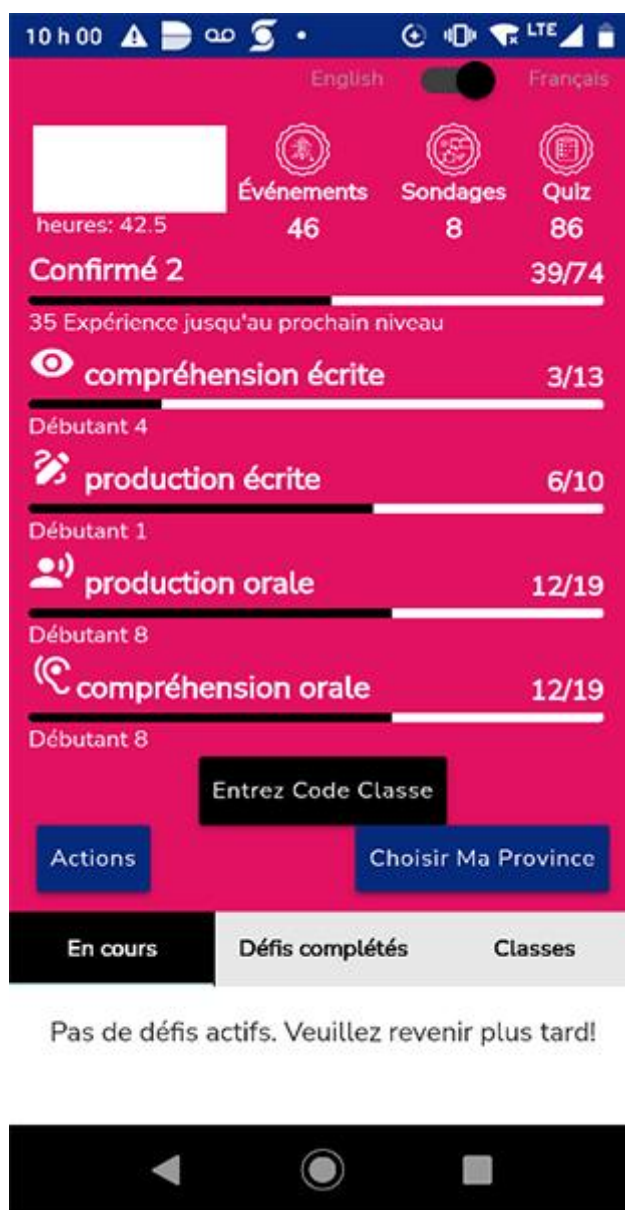 10 h 00 LTE
English Français
Événements Sondages Quiz
heures: 42.5 46 8 86
Confirmé 2 39/74
35 Expérience jusqu'au prochain niveau
compréhension écrite 3/13
Débutant 4
production écrite 6/10
Débutant 1
production orale 12/19
Débutant 8
compréhension orale 12/19
Débutant 8
Entrez Code Classe
Actions Choisir Ma Province
En cours Défis complétés Classes
Pas de défis actifs. Veuillez revenir plus tard!